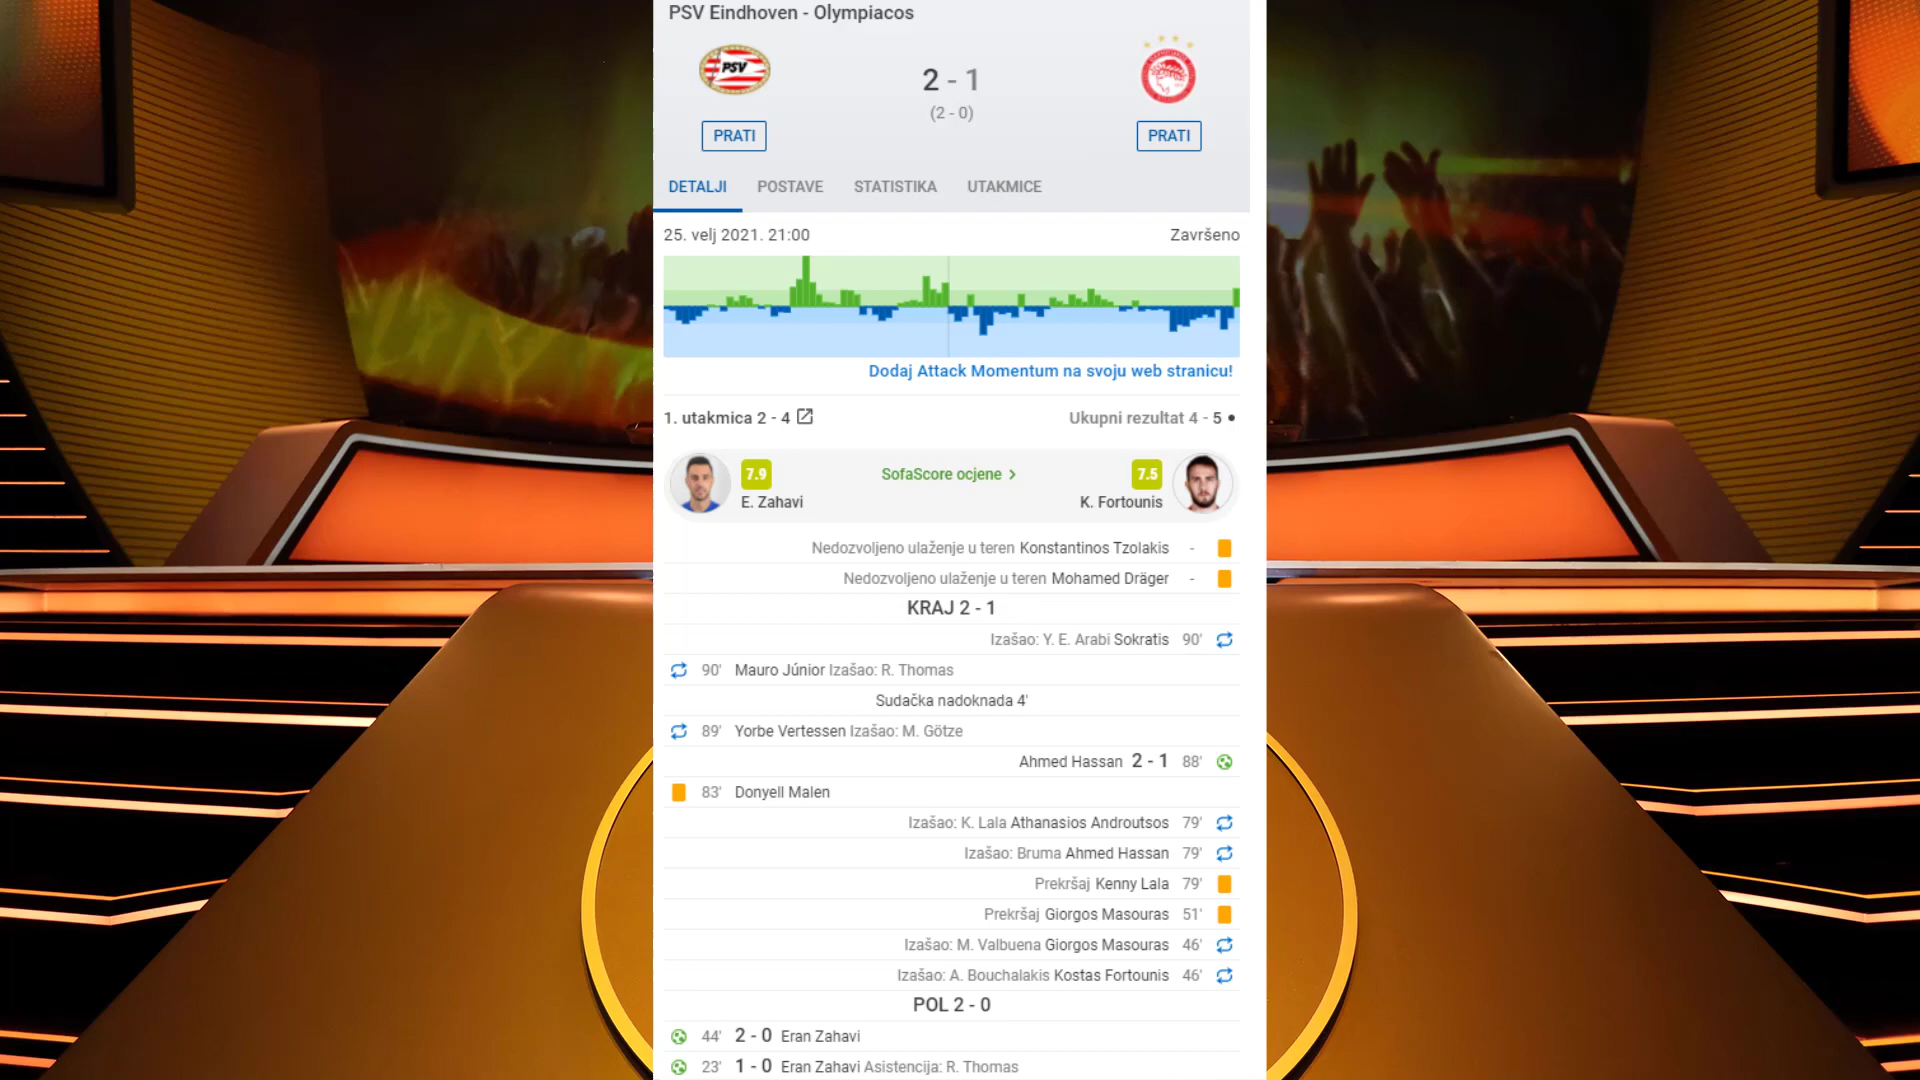 PSV Eindhoven - Olympiacos
PSV
2 - 1
(2 - 0)
PRATI
PRATI
DETALJI POSTAVE STATISTIKA UTAKMICE
25. velj 2021. 21:00 Završeno
Dodaj Attack Momentum na svoju web stranicu!
1. utakmica 2 - 4 Ukupni rezultat 4 - 5
7.9 SofaScore ocjene 7.5
E. Zahavi K. Fortounis
Nedozvoljeno ulaženje u teren Konstantinos Tzolakis -
Nedozvoljeno ulaženje u teren Mohamed Dräger -
KRAJ 2 - 1
Izašao: Y. E. Arabi Sokratis 90'
90' Mauro Júnior Izašao: R. Thomas
Sudačka nadoknada 4'
89' Yorbe Vertessen Izašao: M. Götze
Ahmed Hassan 2 - 1 88'
83' Donyell Malen
Izašao: K. Lala Athanasios Androutsos 79'
Izašao: Bruma Ahmed Hassan 79'
Prekršaj Kenny Lala 79'
Prekršaj Giorgos Masouras 51'
Izašao: M. Valbuena Giorgos Masouras 46'
Izašao: A. Bouchalakis Kostas Fortounis 46'
POL 2 - 0
44' 2 - 0 Eran Zahavi
23' 1 - 0 Eran Zahavi Asistencija: R. Thomas